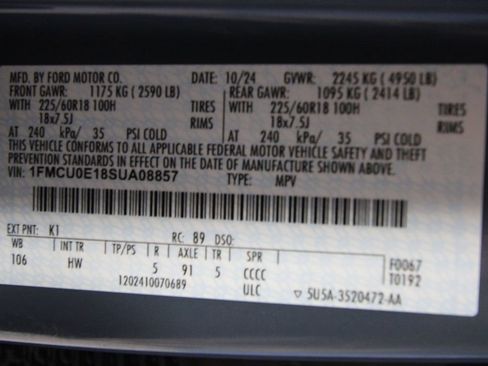 MFD. BY FORD MOTOR CO. 10/24 GVWR: 2245 KG ( 4950 LB)
FRONT GAWR: 1175 KG ( 2590 LB) REAR GAWR: 1095 KG ( 2414 LB)
WITH 225/60R18 100H TIRES WITH 225/60R18 100H TIRES
18x7.5J RIMS 18x7.5J RIMS
AT 240 kPa/ 35 PSI COLD AT 240 kPa/ 35 PSI COLD
THIS VEHICLE CONFORMS TO ALL APPLICABLE FEDERAL MOTOR VEHICLE SAFETY AND
BUMPER STANDARDS AND THEFT PREVENTION STANDARDS IN EFFECT ON THE DATE OF MANUFACTURE SHOWN ABOVE.
VIN: 1FMCU0E18SUA08857 TYPE: MPV
EXT PNT: K1 RC: 89 DSO:
WB INT TR TP/PS R AXLE TR SPR F0067
106 HW 5 91 5 CCCC T0192
1202410070689 ULC ▽ 5U5A-3520472-AA